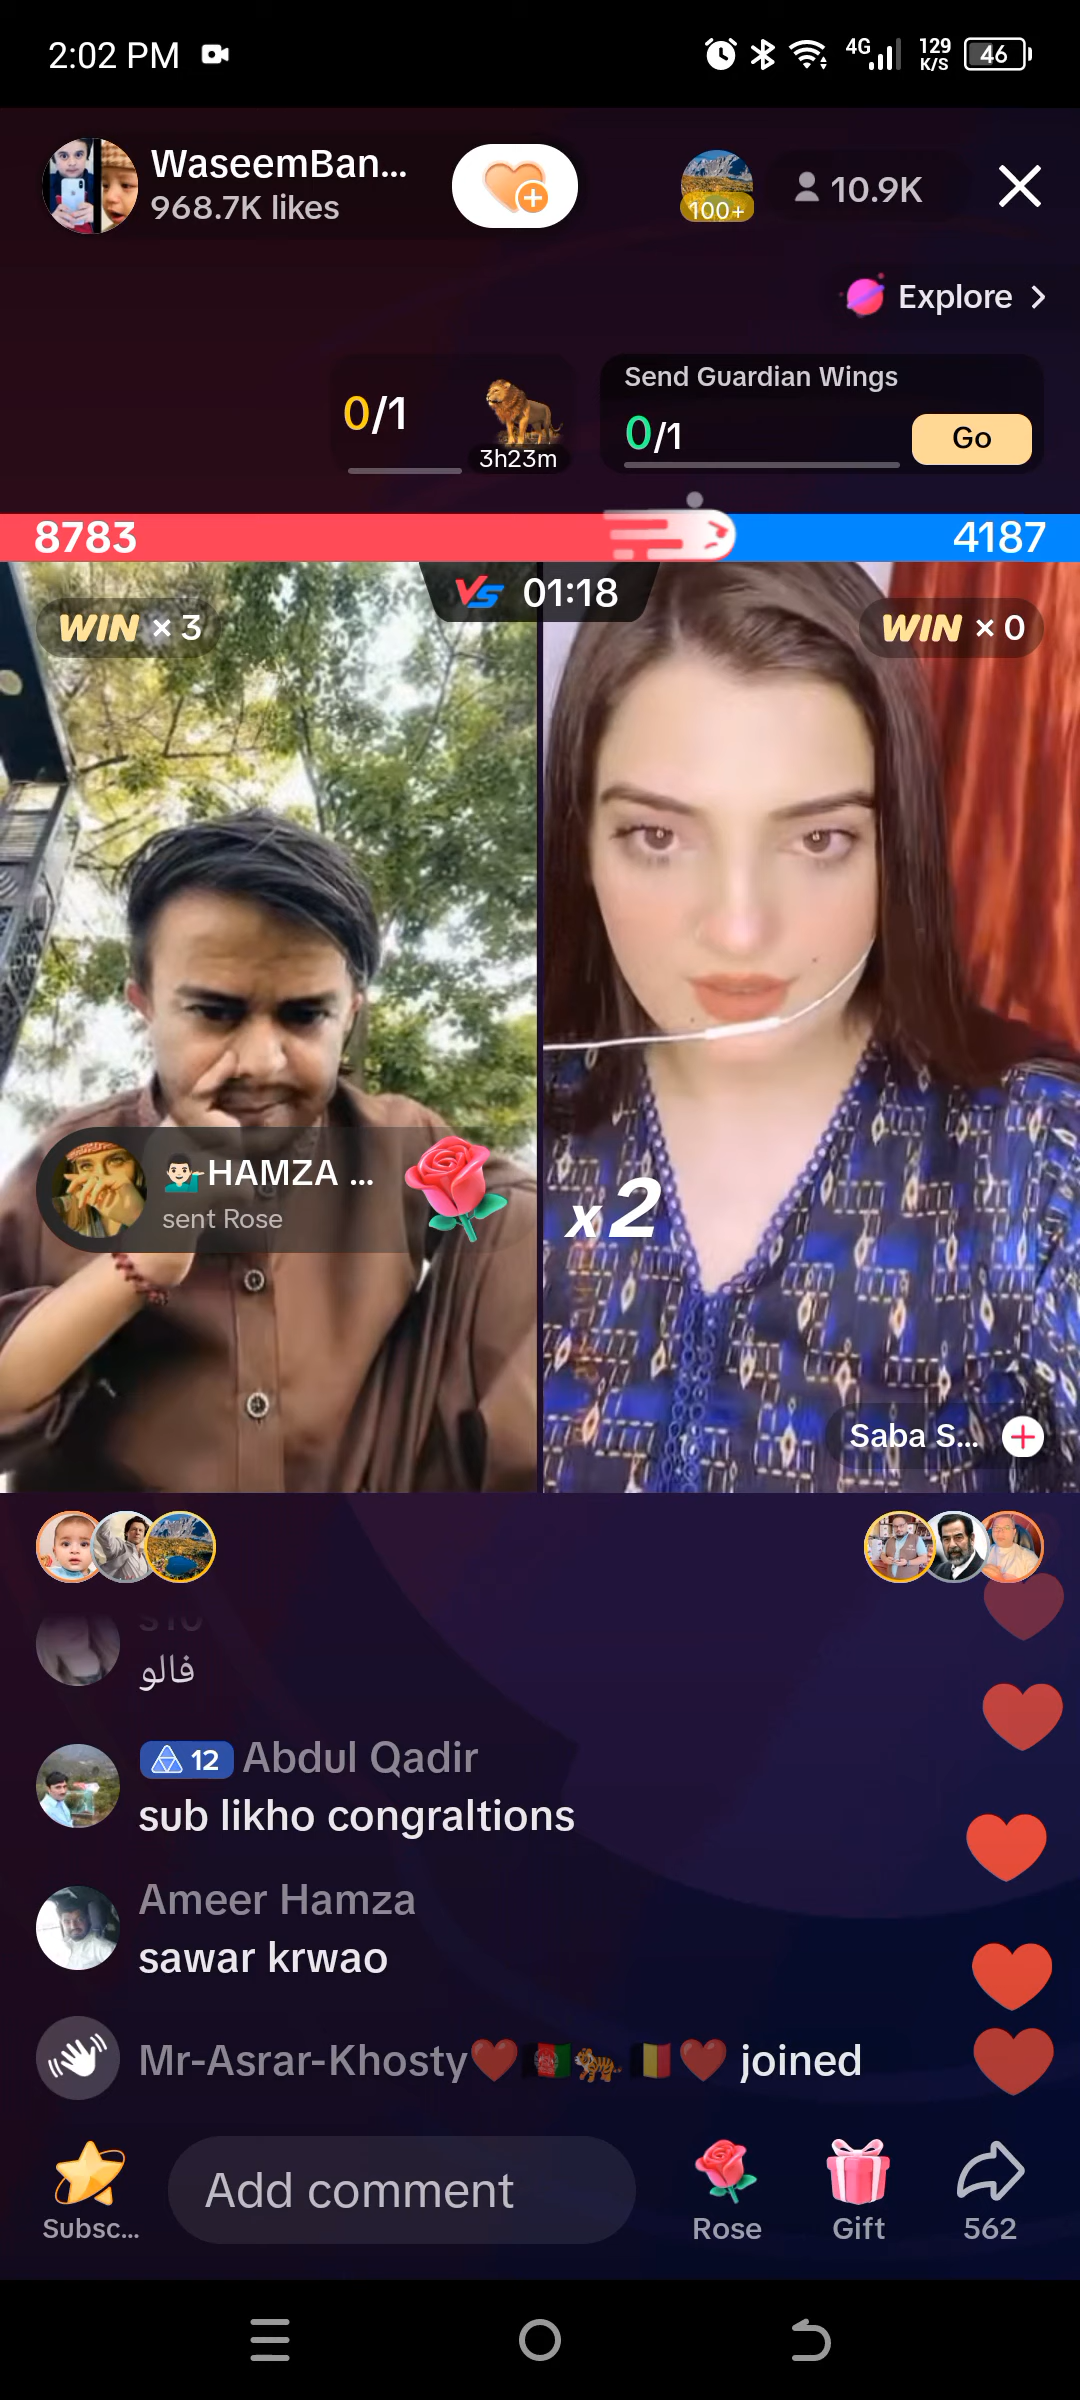 2:02 PM
4G
129
K/S
46
WaseemBan...
968.7K likes
100+
10.9K
Explore
0/1
3h23m
Send Guardian Wings
0/1
Go
8783
4187
VS 01:18
WIN × 3
WIN × 0
💁🏻‍♂️HAMZA ...
sent Rose
x2
Saba S...
فالو
12 Abdul Qadir
sub likho congraltions
Ameer Hamza
sawar krwao
Mr-Asrar-Khosty❤️🇦🇫🐅🇧🇪❤️ joined
Subsc...
Add comment
Rose
Gift
562